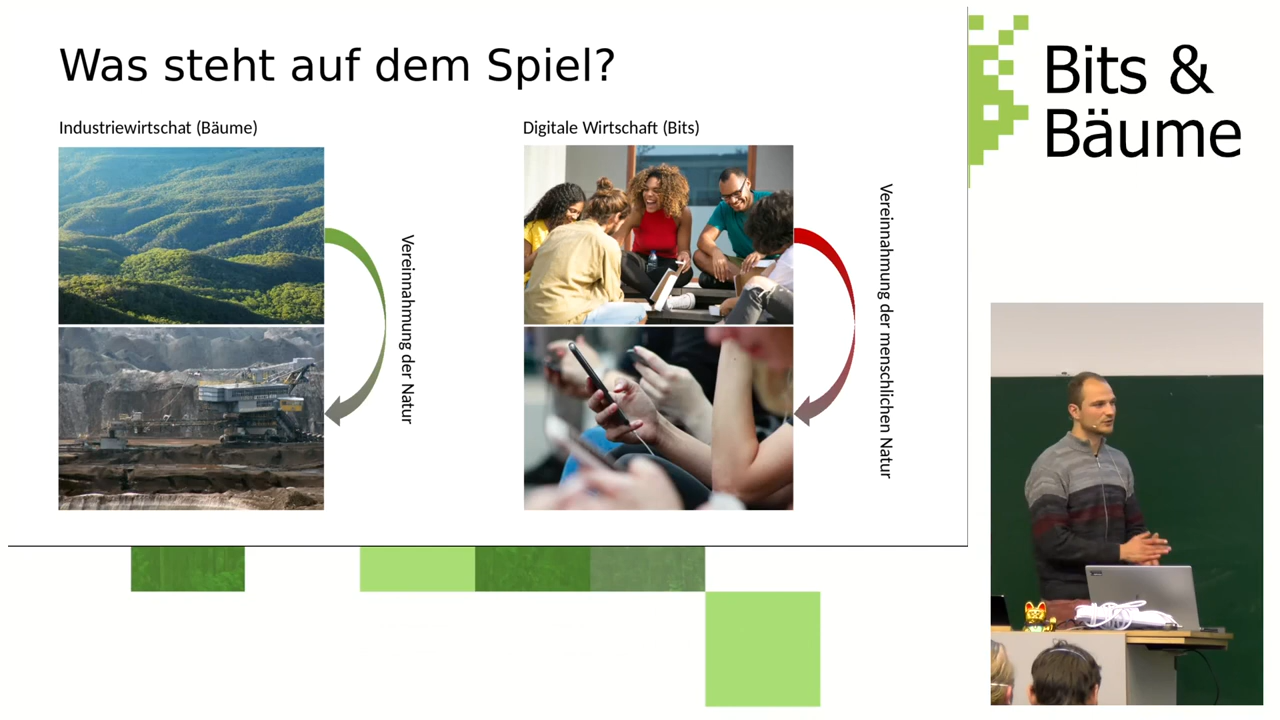 Was steht auf dem Spiel?
Industriewirtschat (Bäume)
Vereinnahmung der Natur
Digitale Wirtschaft (Bits)
Vereinnahmung der menschlichen Natur
Bits &
Bäume